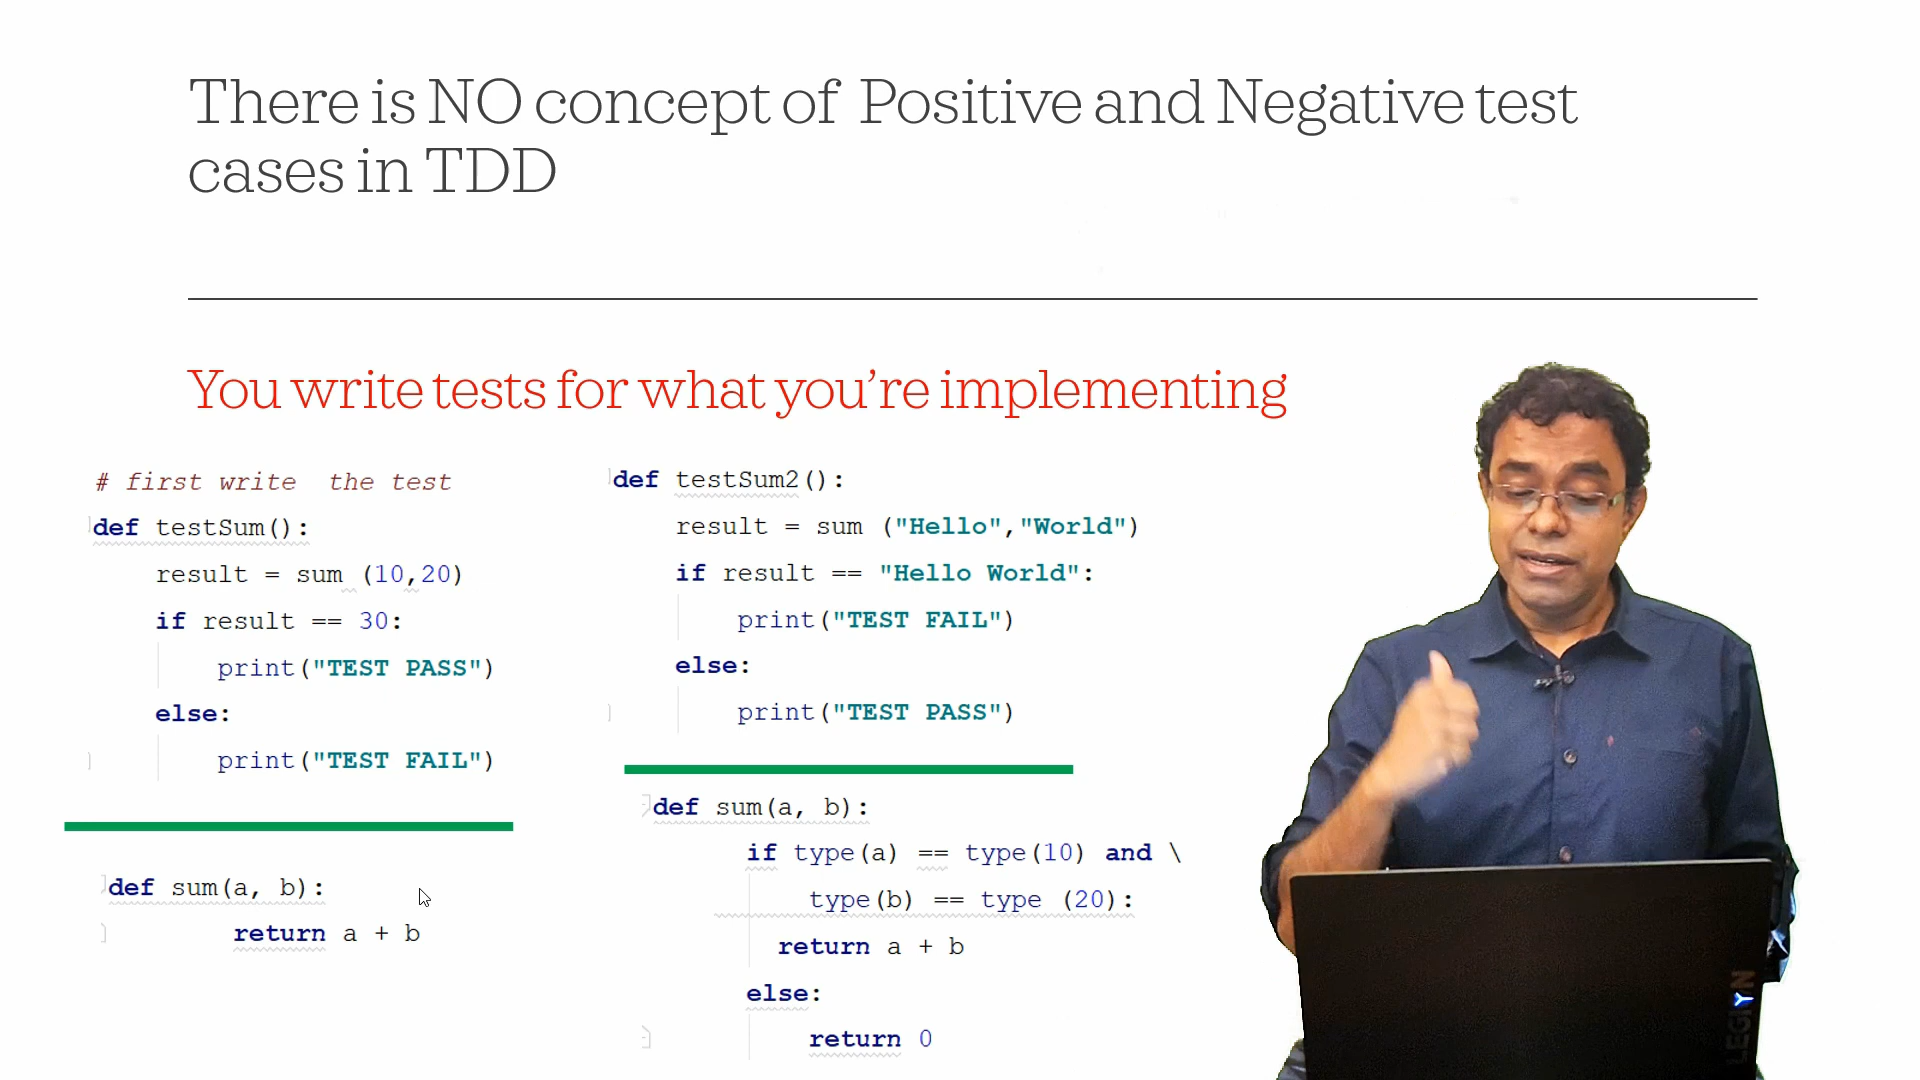 There is NO concept of Positive and Negative test
cases in TDD
You write tests for what you're implementing
# first write the test
def testSum():
result = sum (10,20)
if result == 30:
print("TEST PASS")
else:
print("TEST FAIL")
def sum(a, b):
return a + b
def testSum2():
result = sum ("Hello","World")
if result == "Hello World":
print("TEST FAIL")
else:
print("TEST PASS")
def sum(a, b):
if type(a) == type(10) and \
type(b) == type (20):
return a + b
else:
return 0
LEGION